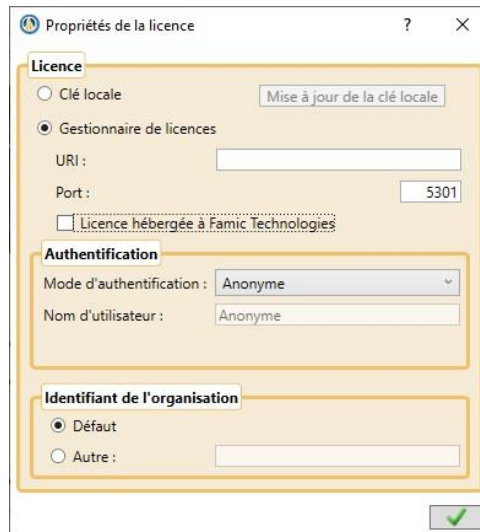 Propriétés de la licence ? ×
Licence
Clé locale Mise à jour de la clé locale
Gestionnaire de licences
URI :
Port : 5301
Licence hébergée à Famic Technologies
Authentification
Mode d'authentification : Anonyme
Nom d'utilisateur : Anonyme
Identifiant de l'organisation
Défaut
Autre :